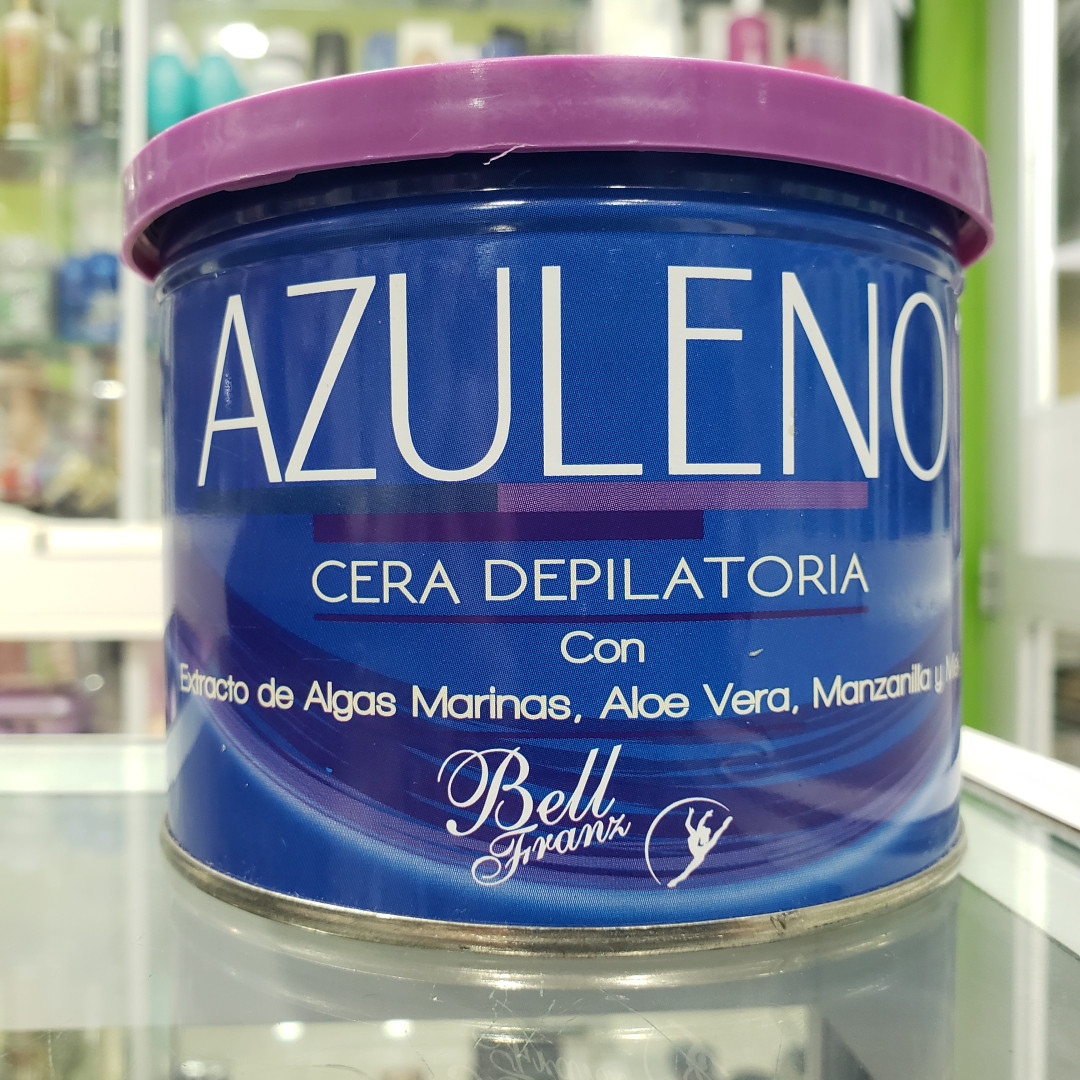 AZULENO
CERA DEPILATORIA
Con
Extracto de Algas Marinas, Aloe Vera, Manzanilla y
Bell
Franz